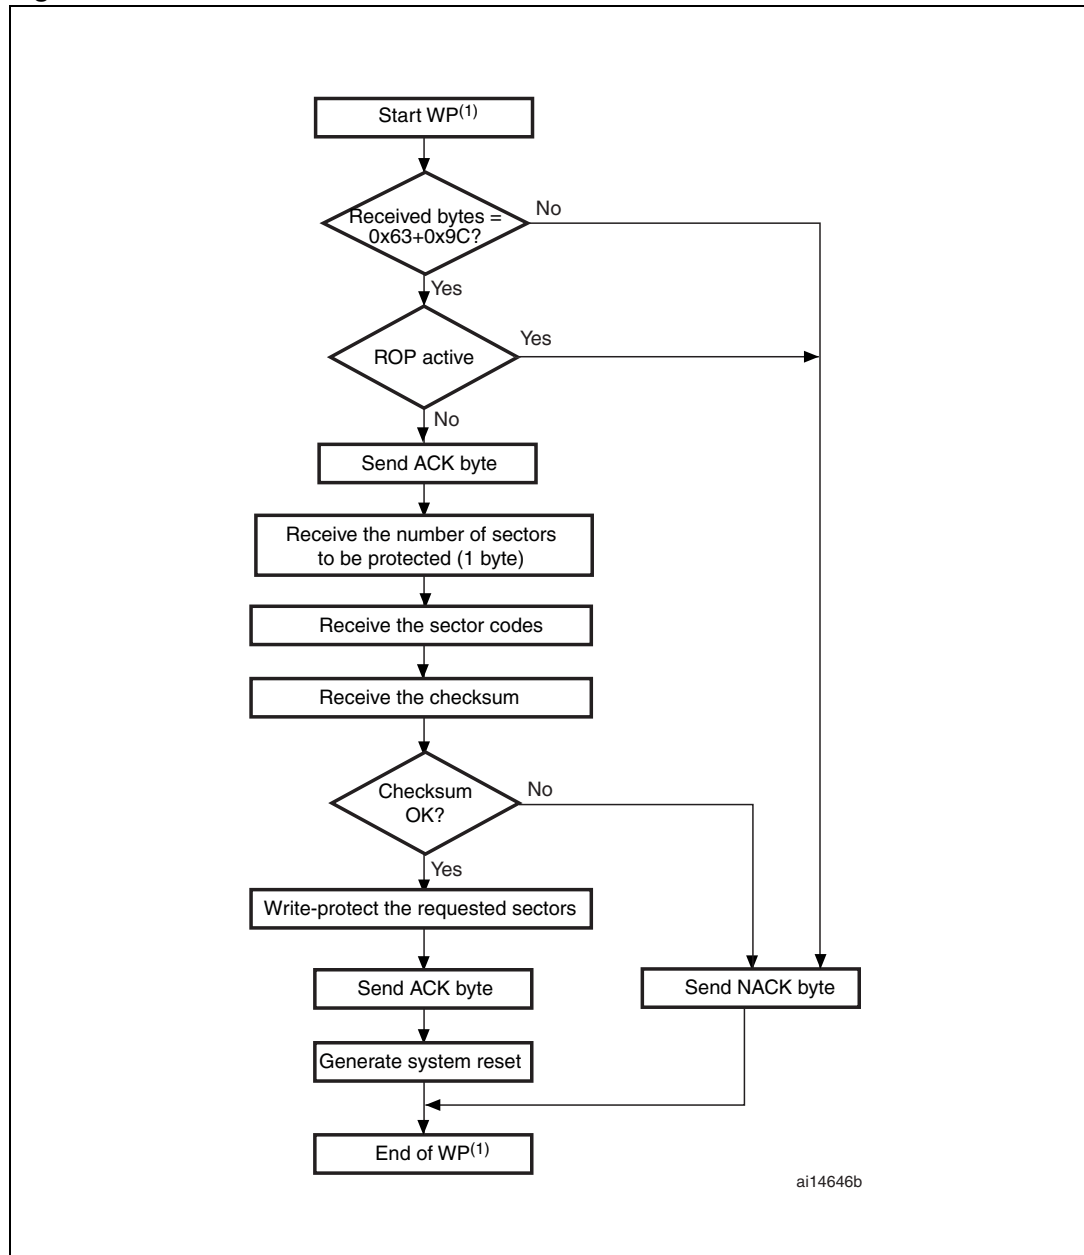 Start WP(1)
Received bytes =
0x63+0x9C?
No
Yes
ROP active
Yes
No
Send ACK byte
Receive the number of sectors
to be protected (1 byte)
Receive the sector codes
Receive the checksum
Checksum
OK?
No
Yes
Write-protect the requested sectors
Send ACK byte
Send NACK byte
Generate system reset
End of WP(1)
ai14646b